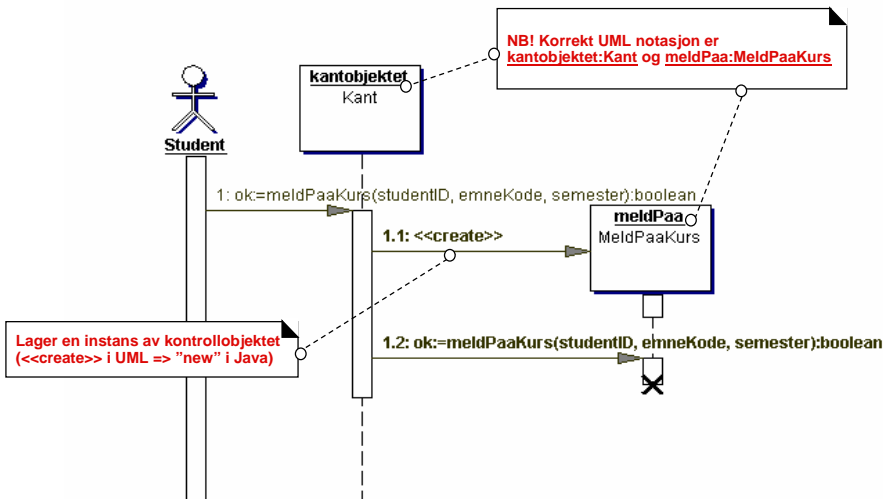 NB! Korrekt UML notasjon er
kantobjektet:Kant og meldPaa:MeldPaaKurs
kantobjektet
Kant
Student
1: ok:=meldPaaKurs(studentID, emneKode, semester):boolean
meldPaa
MeldPaaKurs
1.1: <<create>>
Lager en instans av kontrollobjektet
(<<create>> i UML => ”new” i Java)
1.2: ok:=meldPaaKurs(studentID, emneKode, semester):boolean